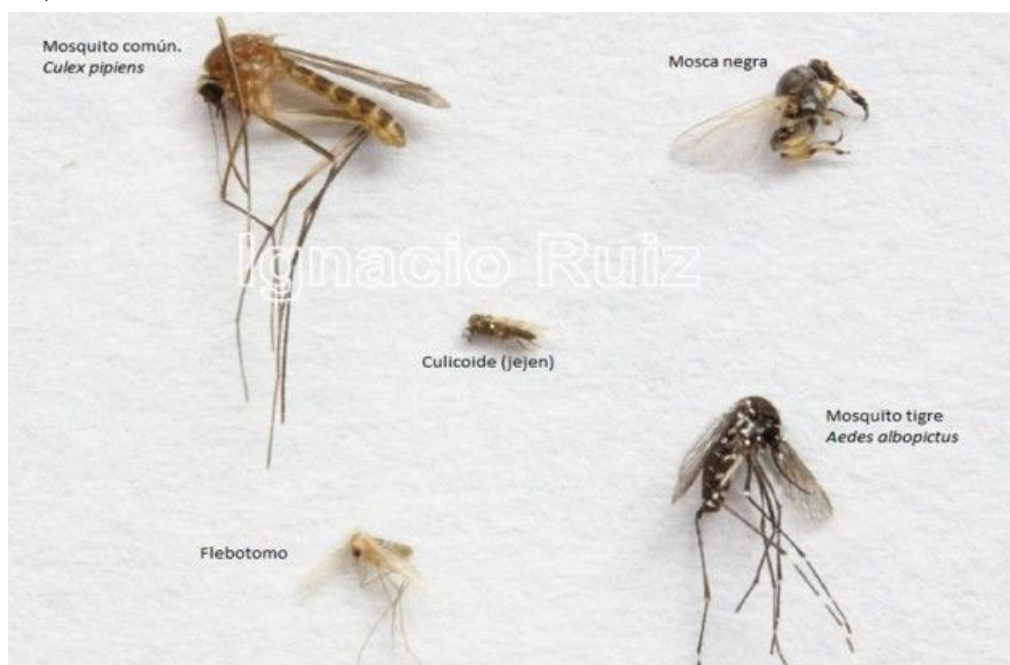 Mosquito común.
Culex pipiens
Mosca negra
Ignacio Ruiz
Culicoide (jejen)
Mosquito tigre
Aedes albopictus
Flebotomo